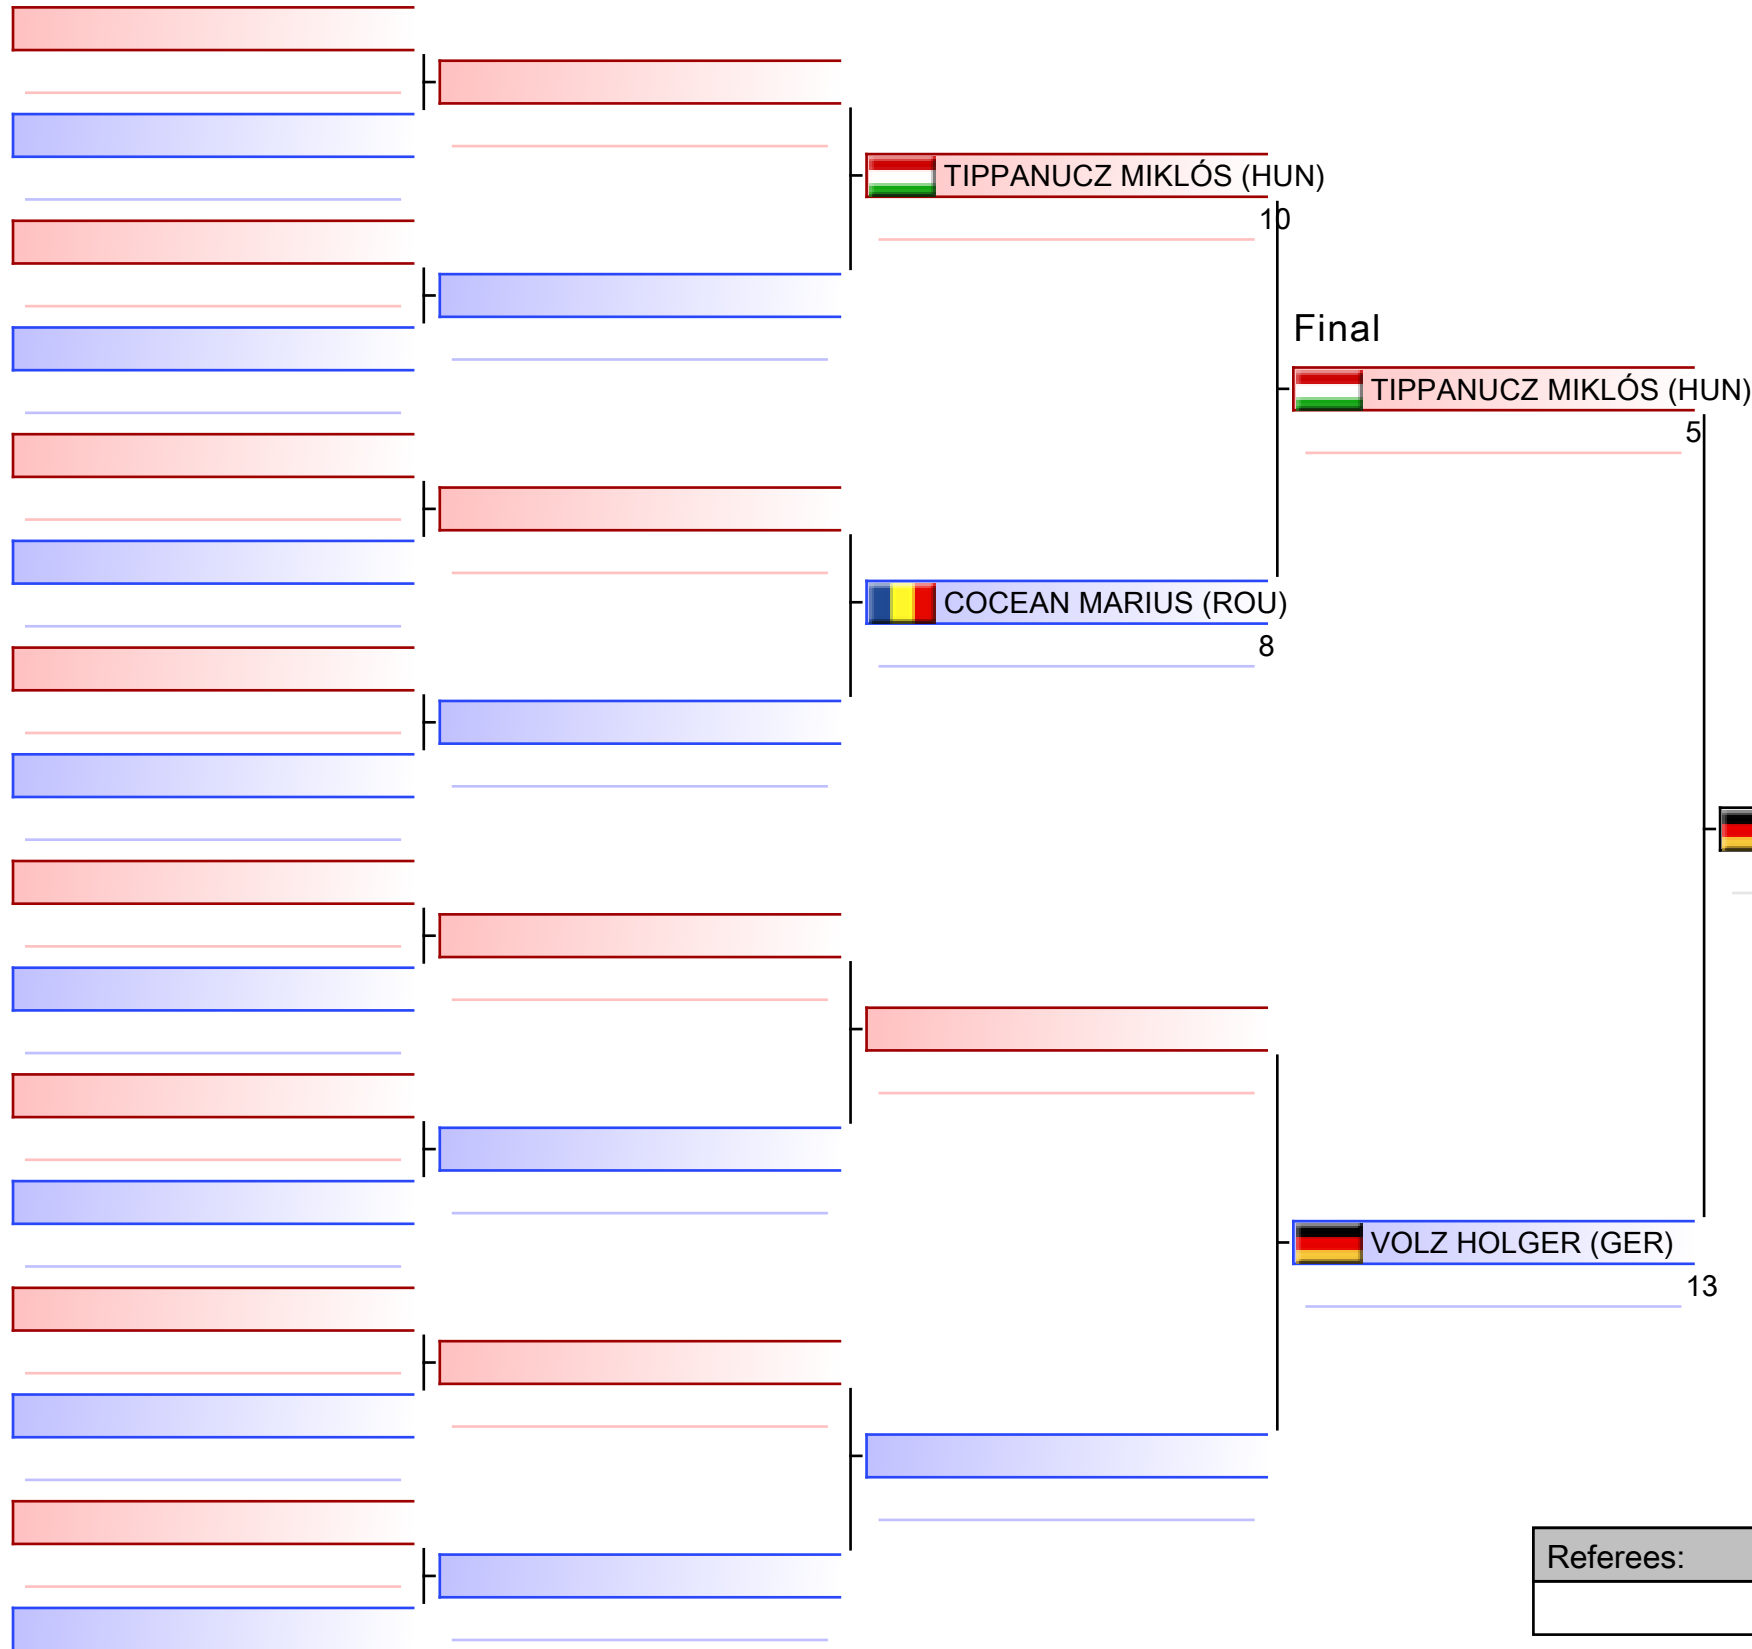 TIPPANUCZ MIKLÓS (HUN)
10
Final
TIPPANUCZ MIKLÓS (HUN)
5
COCEAN MARIUS (ROU)
8
VOLZ HOLGER (GER)
13
Referees: